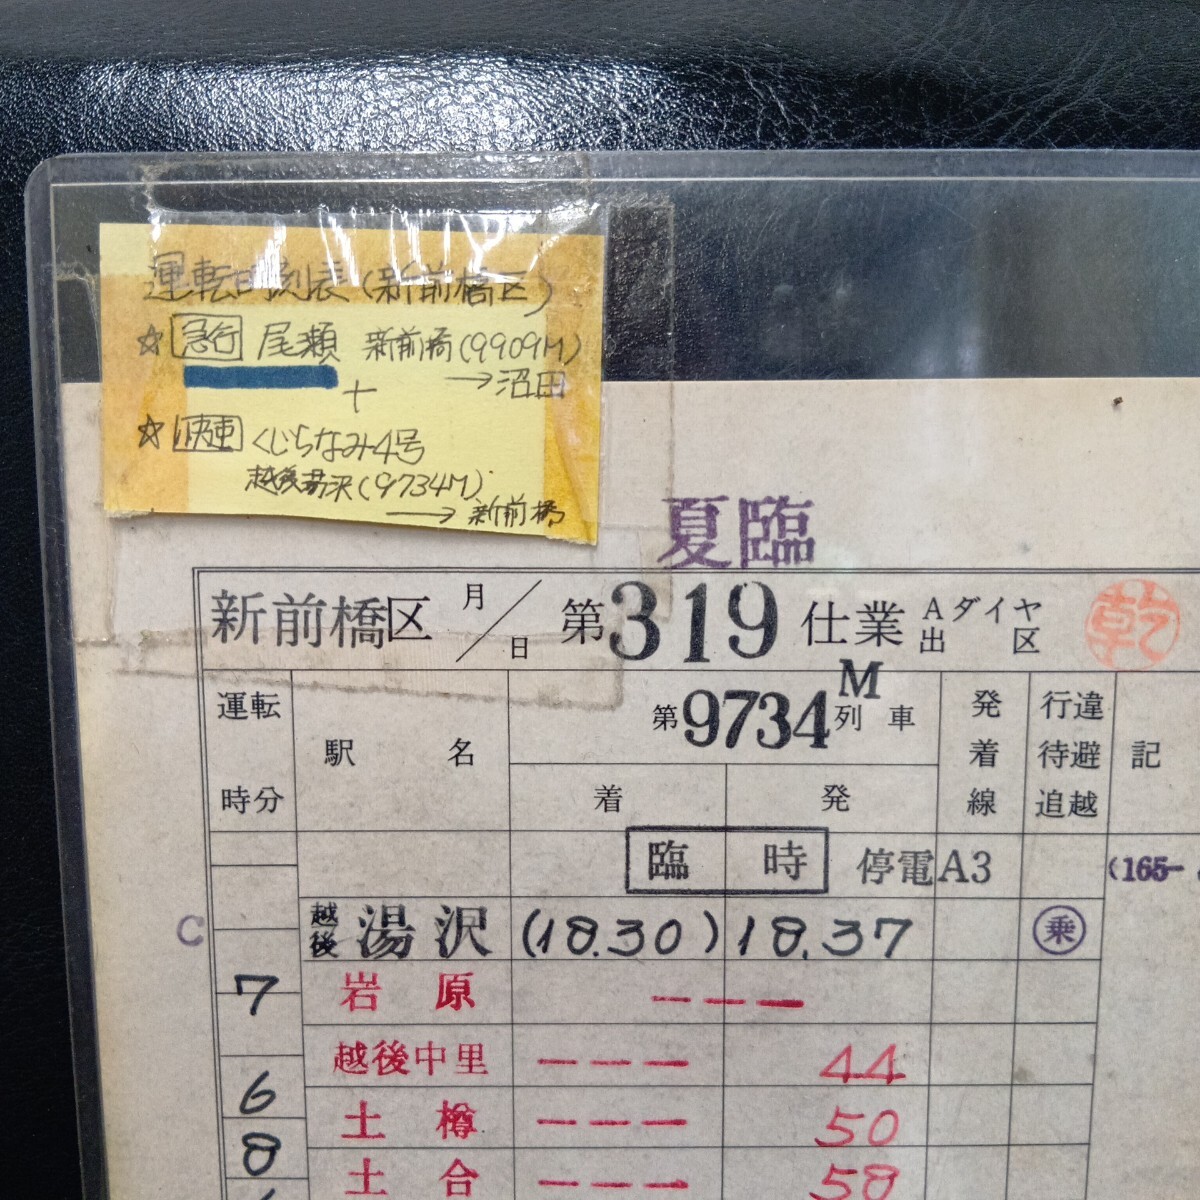 運転時刻表(新前橋区)
☆ 急行 尾瀬 新前橋(9909M)
→沼田
+
☆ 快速 くじらなみ4号
越後湯沢(9734M)
→ 新前橋
夏臨
新前橋区 月/日 第319仕業 Aダイヤ出区 乾
運転時分 駅名 第9734M列車 発着線 行違待避追越 記
着 発
臨時 停電A3 (165-
C 越後湯沢 (18.30) 18.37 乗
7 岩原 ---
越後中里 --- 44
6 土樽 --- 50
8 土合 --- 58